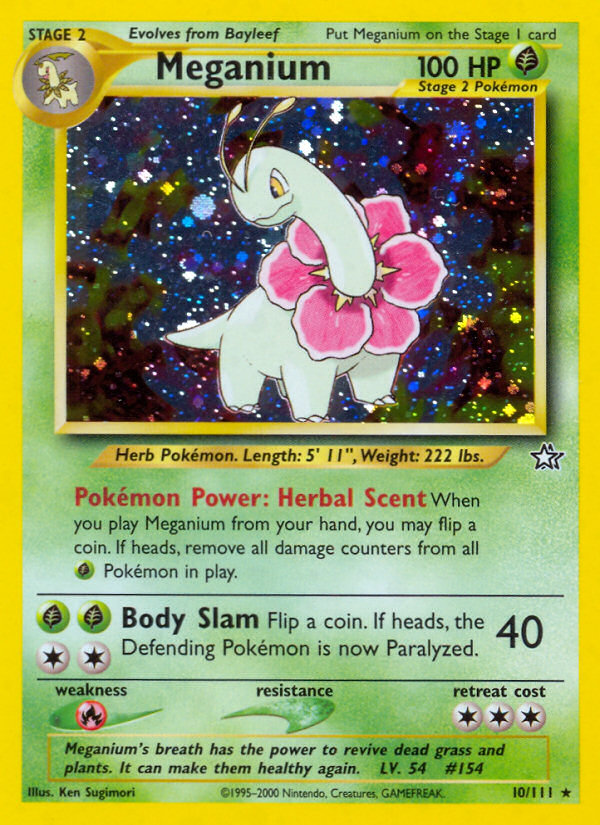 STAGE 2 Evolves from Bayleef Put Meganium on the Stage 1 card
Meganium 100 HP
Stage 2 Pokémon
Herb Pokémon. Length: 5' 11", Weight: 222 lbs.
Pokémon Power: Herbal Scent When
you play Meganium from your hand, you may flip a
coin. If heads, remove all damage counters from all
Pokémon in play.
Body Slam Flip a coin. If heads, the
Defending Pokémon is now Paralyzed.
40
weakness resistance retreat cost
Meganium's breath has the power to revive dead grass and
plants. It can make them healthy again. LV. 54 #154
Illus. Ken Sugimori ©1995–2000 Nintendo, Creatures, GAMEFREAK. 10/111 ★